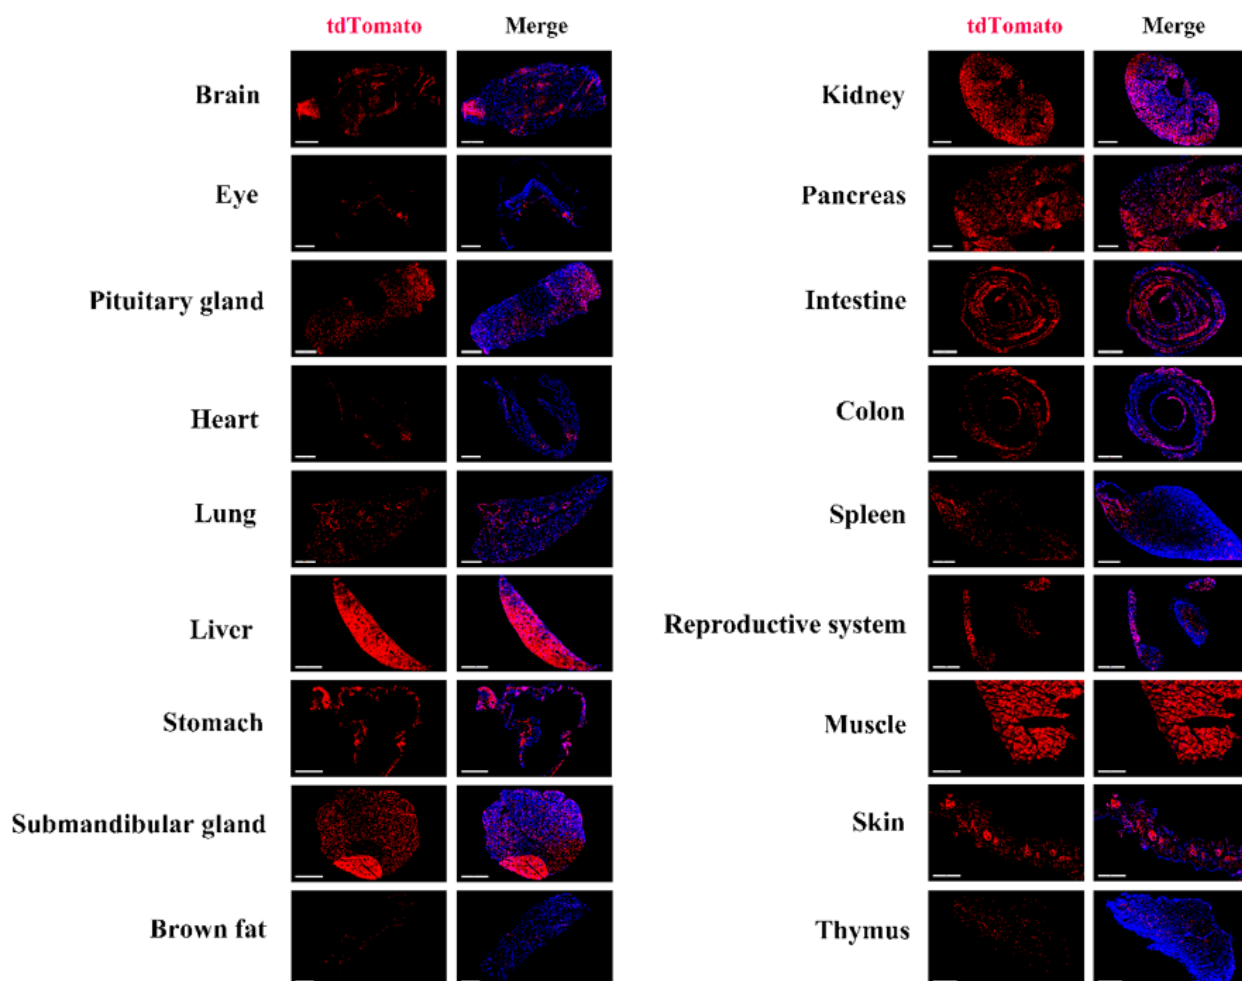 tdTomato Merge tdTomato Merge
Brain Kidney
Eye Pancreas
Pituitary gland Intestine
Heart Colon
Lung Spleen
Liver Reproductive system
Stomach Muscle
Submandibular gland Skin
Brown fat Thymus